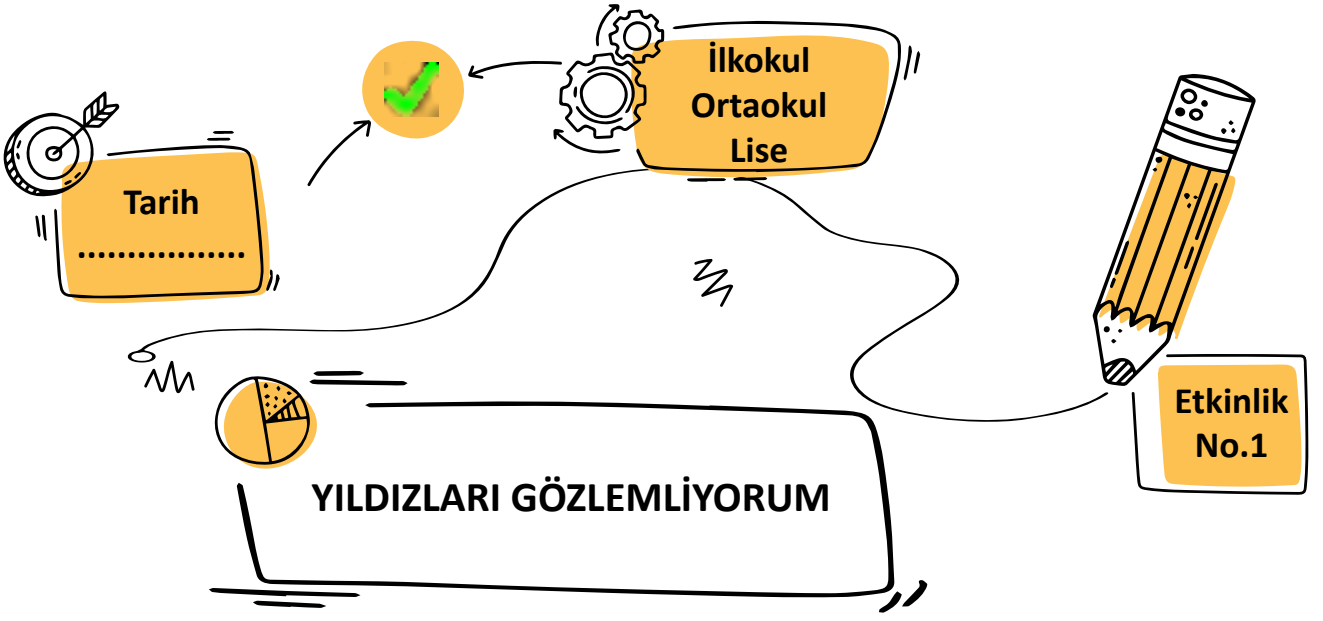 İlkokul
Ortaokul
Lise
Tarih
.................
Etkinlik
No.1
YILDIZLARI GÖZLEMLİYORUM